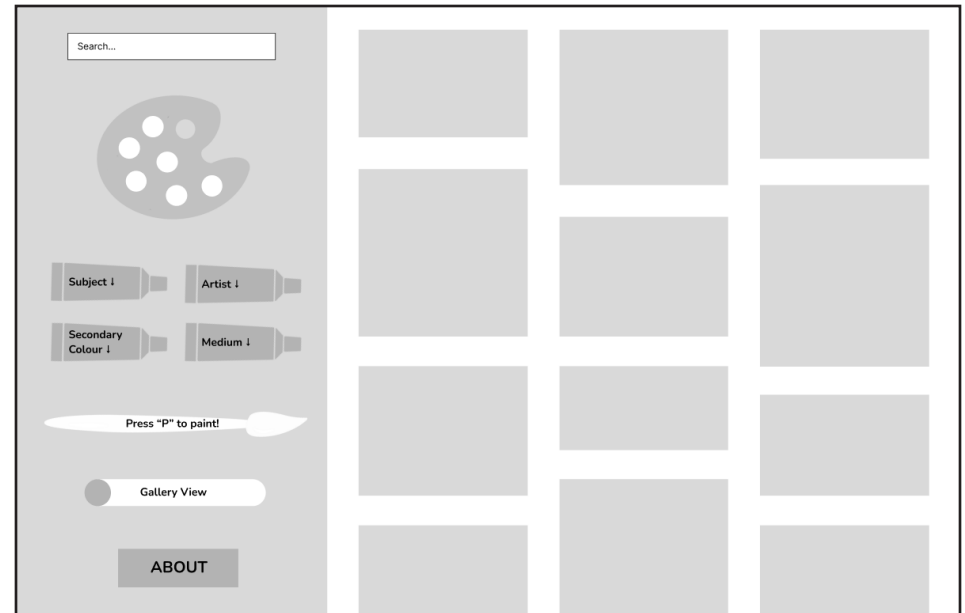 Search...
Subject ↓
Artist ↓
Secondary
Colour ↓
Medium ↓
Press “P” to paint!
Gallery View
ABOUT